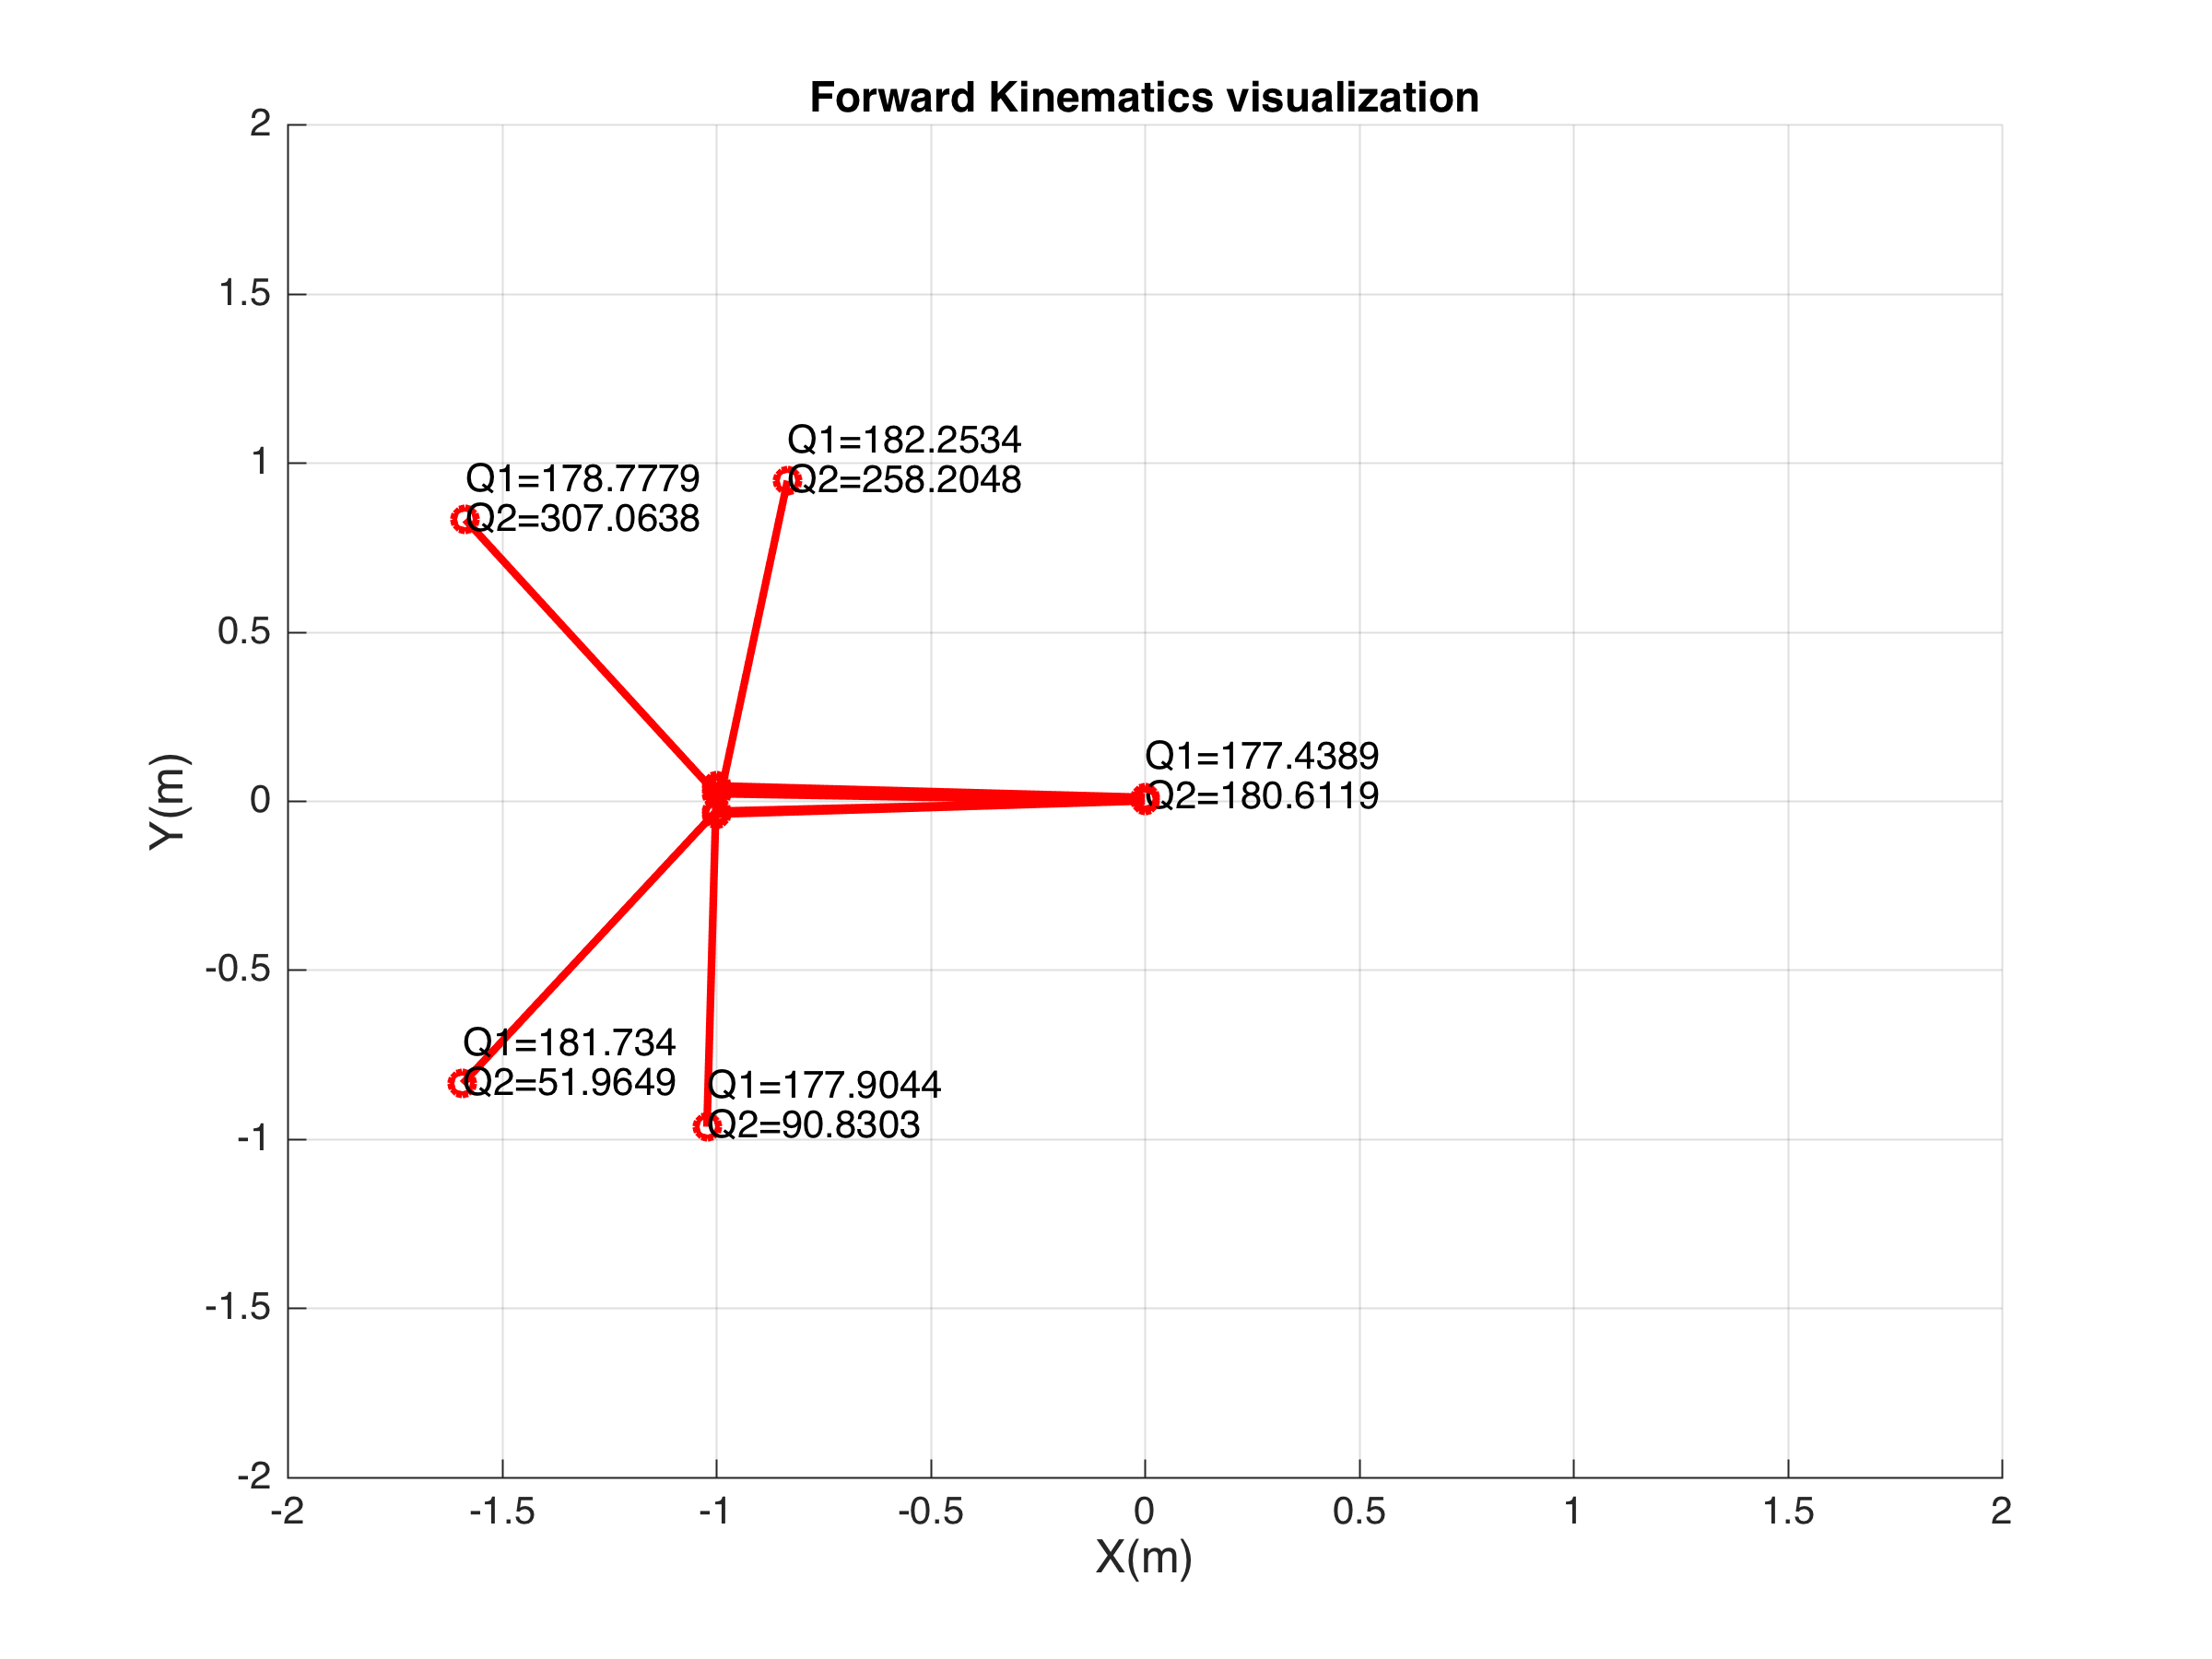 Forward Kinematics visualization
2
1.5
1
0.5
0
-0.5
-1
-1.5
-2
Y(m)
Q1=182.2534
Q2=258.2048
Q1=178.7779
Q2=307.0638
Q1=177.4389
Q2=180.6119
Q1=181.734
Q2=51.9649
Q1=177.9044
Q2=90.8303
-2
-1.5
-1
-0.5
0
0.5
1
1.5
2
X(m)